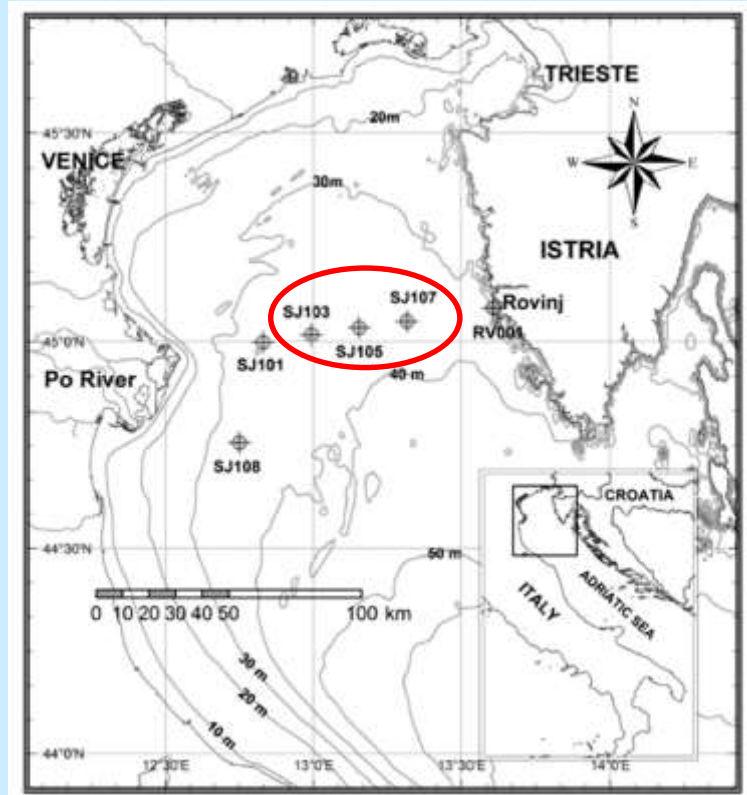 TRIESTE
N
20m
45°30'N
VENICE
W
E
30m
S
ISTRIA
SJ107
SJ103
Rovinj
SJ105
RV001
45°0'N
SJ101
Po River
40 m
SJ108
CROATIA
44°30'N
50 m
ADRIATIC SEA
ITALY
0 10 20 30 40 50 100 km
30 m
20 m
10 m
44°0'N
12°30'E
13°0'E
13°30'E
14°0'E